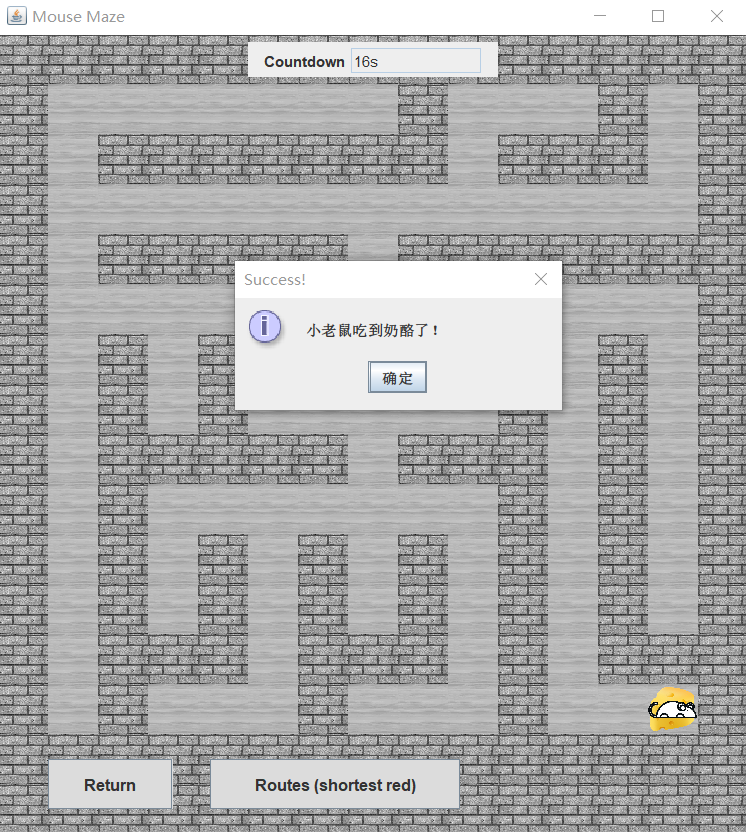 Mouse Maze
Countdown 16s
Success!
小老鼠吃到奶酪了！
确定
Return
Routes (shortest red)